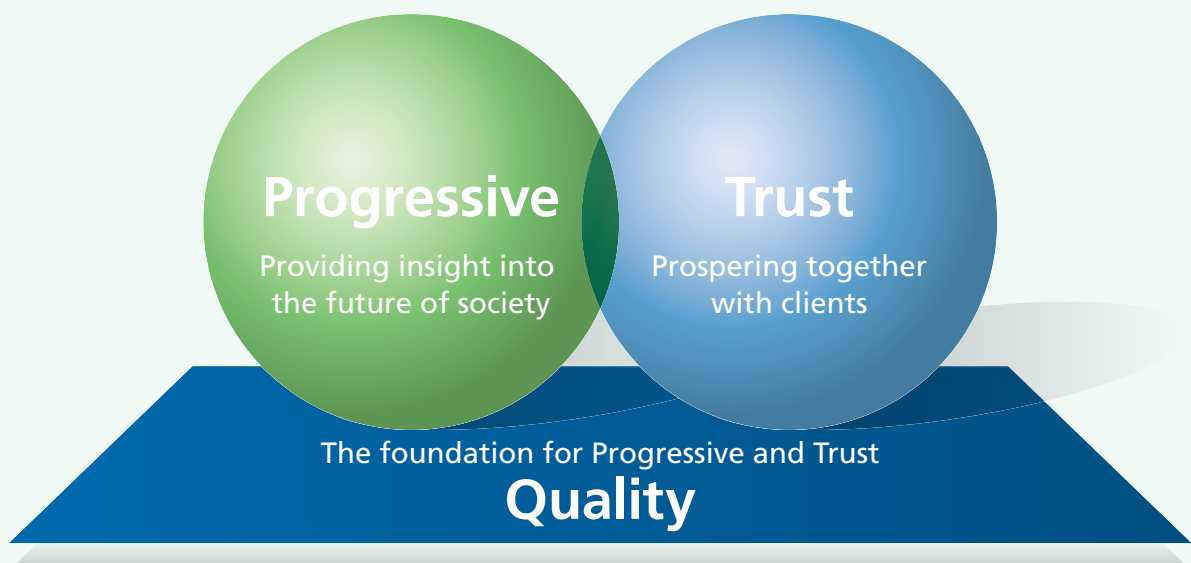 Progressive
Providing insight into
the future of society
Trust
Prospering together
with clients
The foundation for Progressive and Trust
Quality